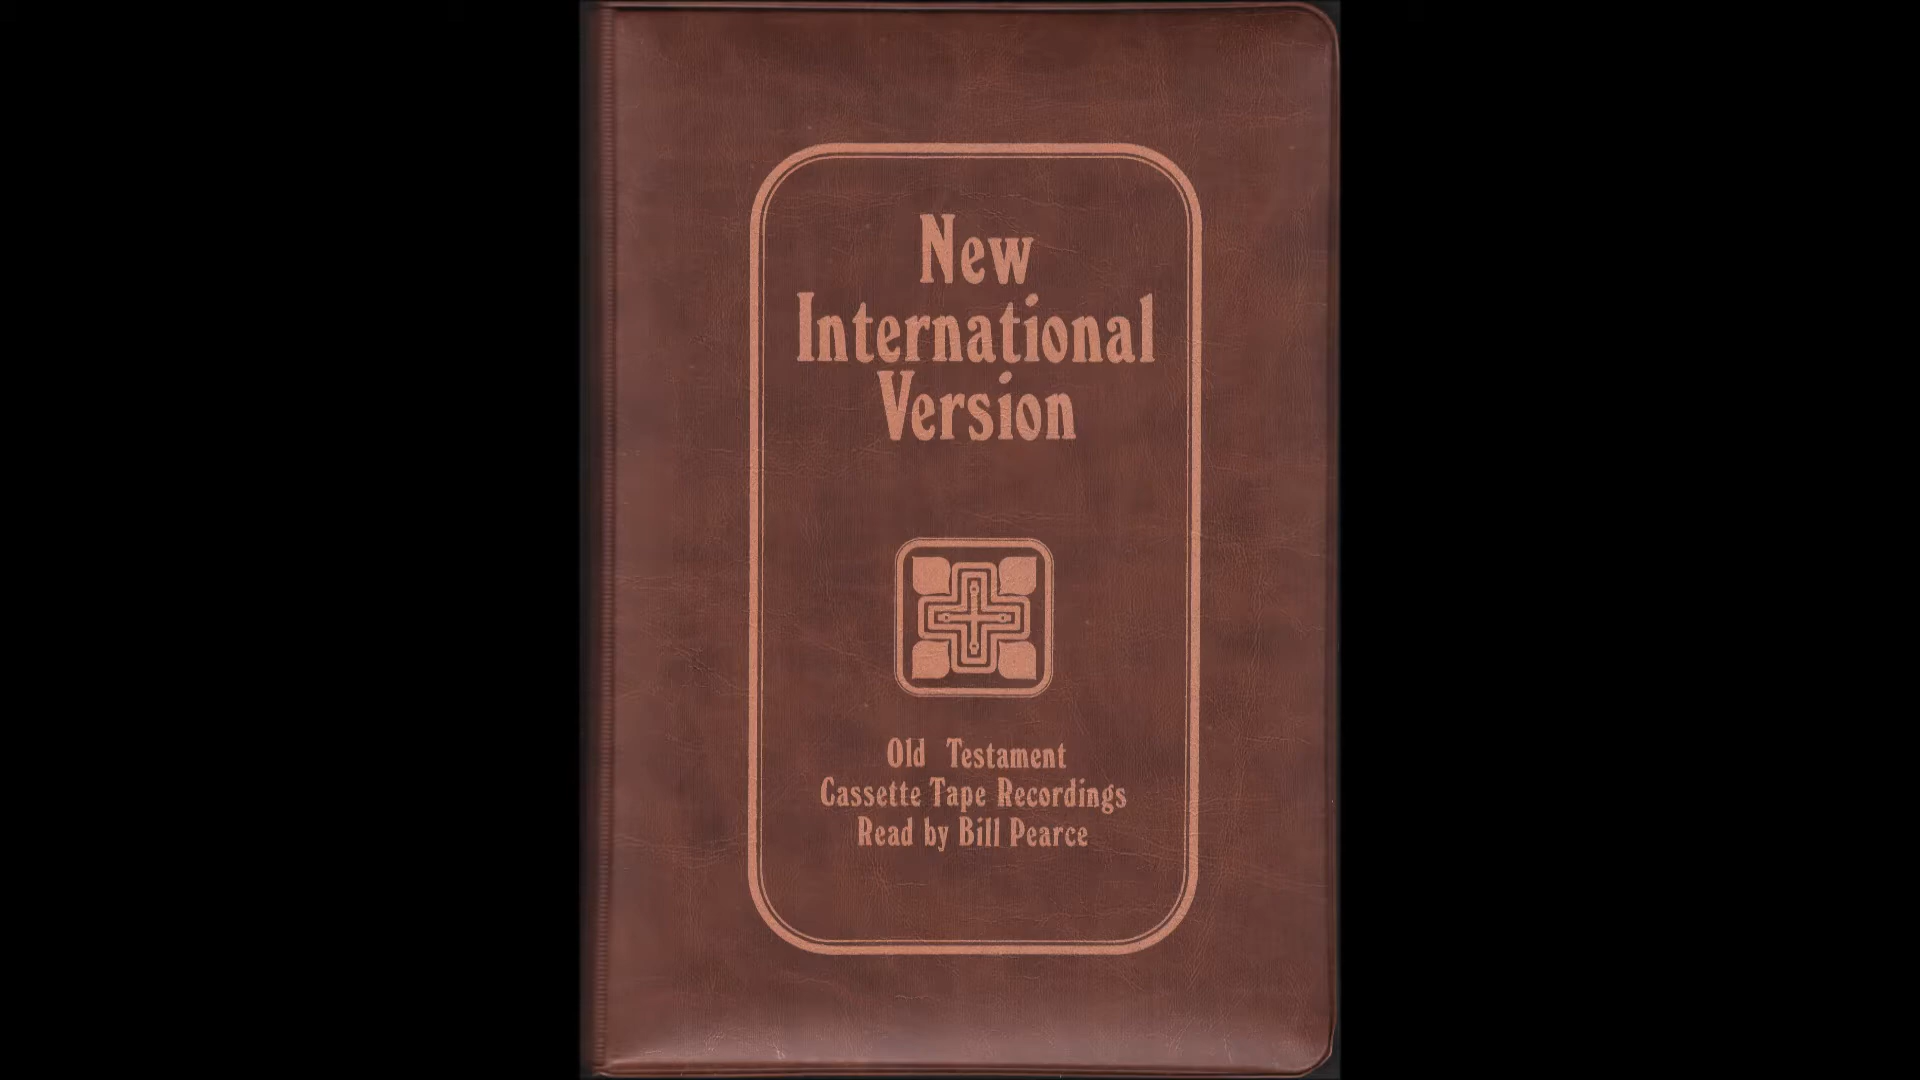 New
International
Version
Old Testament
Cassette Tape Recordings
Read by Bill Pearce